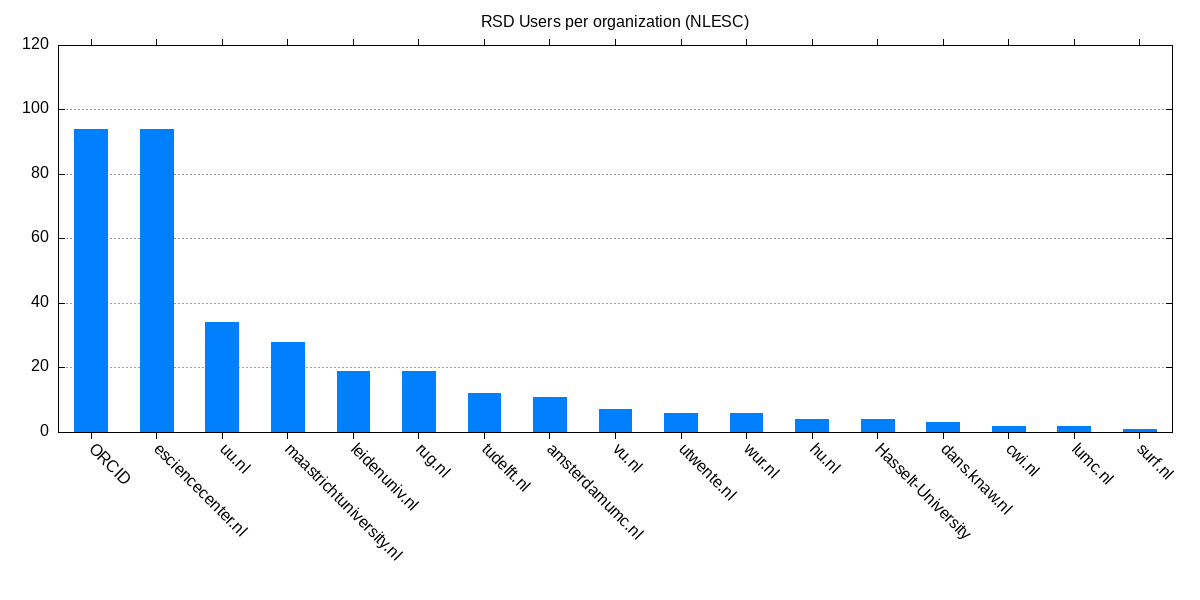 RSD Users per organization (NLESC)
120
100
80
60
40
20
0
ORCID
esciencecenter.nl
uu.nl
maastrichtuniversity.nl
leidenuniv.nl
rug.nl
tudelft.nl
amsterdamumc.nl
vu.nl
utwente.nl
wur.nl
hu.nl
Hasselt-University
dans.knaw.nl
cwi.nl
lumc.nl
surf.nl